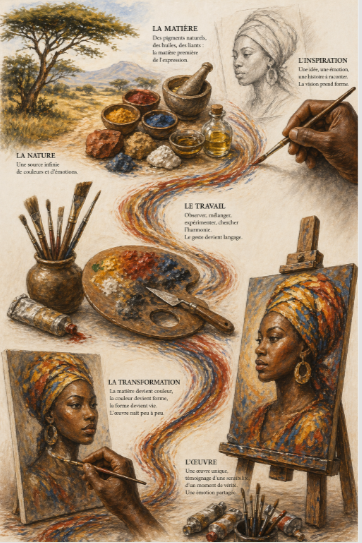 LA MATIÈRE
Des pigments naturels,
des huiles, des liants :
la matière première
de l'expression.
L'INSPIRATION
Une idée, une émotion,
une histoire à raconter.
La vision prend forme.
LA NATURE
Une source infinie
de couleurs et d'émotions.
LE TRAVAIL
Observer, mélanger,
expérimenter, chercher
l'harmonie.
Le geste devient langage.
LA TRANSFORMATION
La matière devient couleur,
la couleur devient forme,
la forme devient vie.
L'œuvre naît peu à peu.
L'ŒUVRE
Une œuvre unique,
témoignage d'une
d'un moment de vérité.
Une émotion partagée.